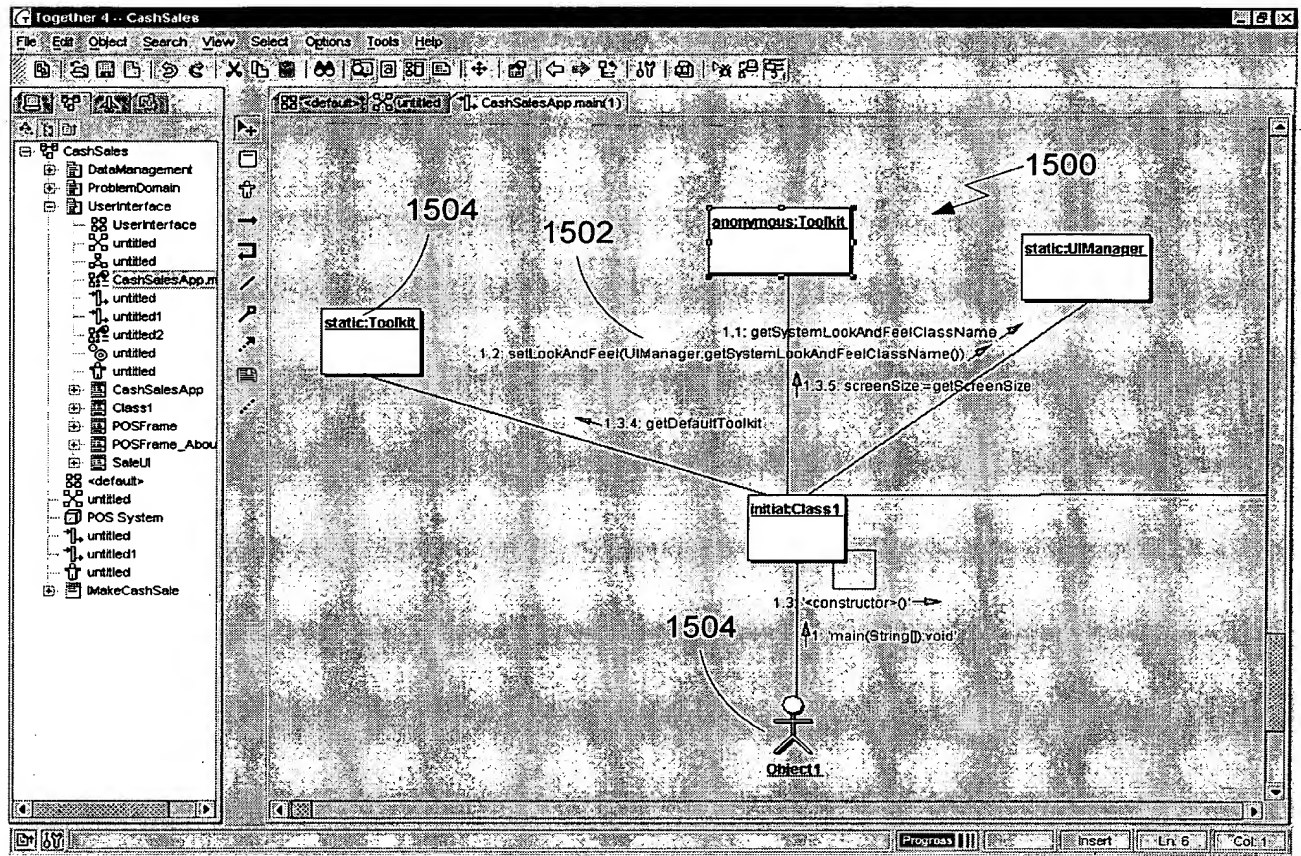 Together 4 -- CashSales
File Edit Object Search View Select Options Tools Help
<default> untitled CashSalesApp.main(1)
CashSales
DataManagement
ProblemDomain
UserInterface
UserInterface
untitled
untitled
CashSalesApp.m
untitled
untitled1
untitled2
untitled
untitled
CashSalesApp
Class1
POSFrame
POSFrame_Abou
SaleUI
<default>
untitled
POS System
untitled
untitled1
untitled
IMakeCashSale
1500
1504
1502
anonymous:Toolkit
static:UIManager
static:Toolkit
1.1: getSystemLookAndFeelClassName
1.2: setLookAndFeel(UIManager.getSystemLookAndFeelClassName())
1.3.5: screenSize:=getScreenSize
1.3.4: getDefaultToolkit
initial:Class1
1.3: '<constructor>()'
1504
1: 'main(String[]):void'
Object1
Progress Insert Ln: 6 Col: 1